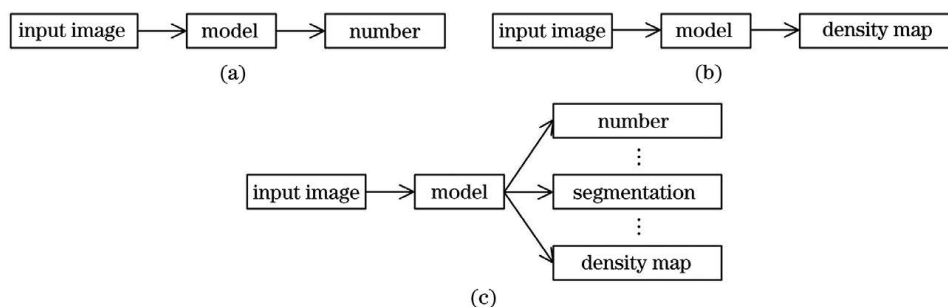 input image model number
(a)
input image model density map
(b)
number
⋮
input image model segmentation
⋮
density map
(c)